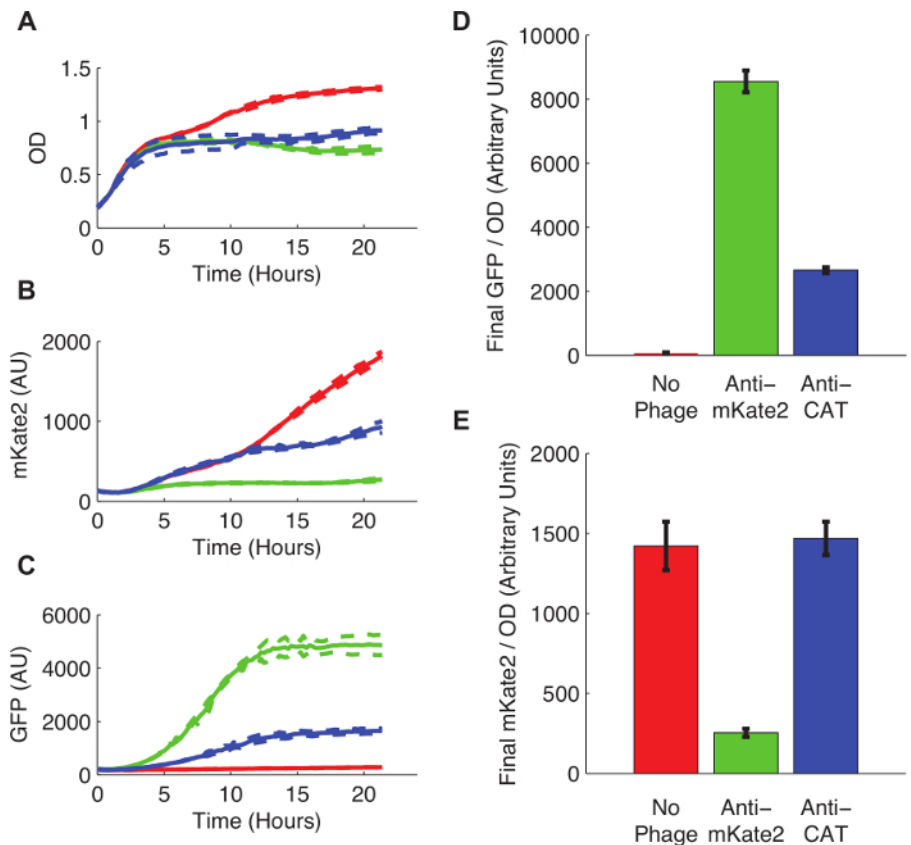 A
OD
1.5
1
0.5
0
0 5 10 15 20
Time (Hours)
B
mKate2 (AU)
2000
1000
0
0 5 10 15 20
Time (Hours)
C
GFP (AU)
6000
4000
2000
0
0 5 10 15 20
Time (Hours)
D
Final GFP / OD (Arbitrary Units)
10000
8000
6000
4000
2000
0
No Anti− Anti−
Phage mKate2 CAT
E
Final mKate2 / OD (Arbitrary Units)
2000
1500
1000
500
0
No Anti− Anti−
Phage mKate2 CAT